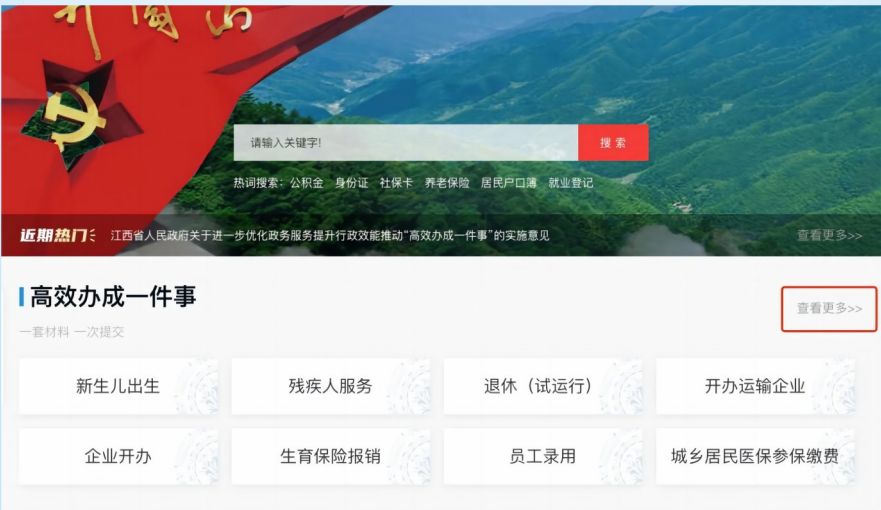 请输入关键字!
搜 索
热词搜索：公积金 身份证 社保卡 养老保险 居民户口簿 就业登记
近期热门 江西省人民政府关于进一步优化政务服务提升行政效能推动“高效办成一件事”的实施意见 查看更多>>
高效办成一件事
查看更多>>
一套材料 一次提交
新生儿出生 残疾人服务 退休（试运行） 开办运输企业
企业开办 生育保险报销 员工录用 城乡居民医保参保缴费